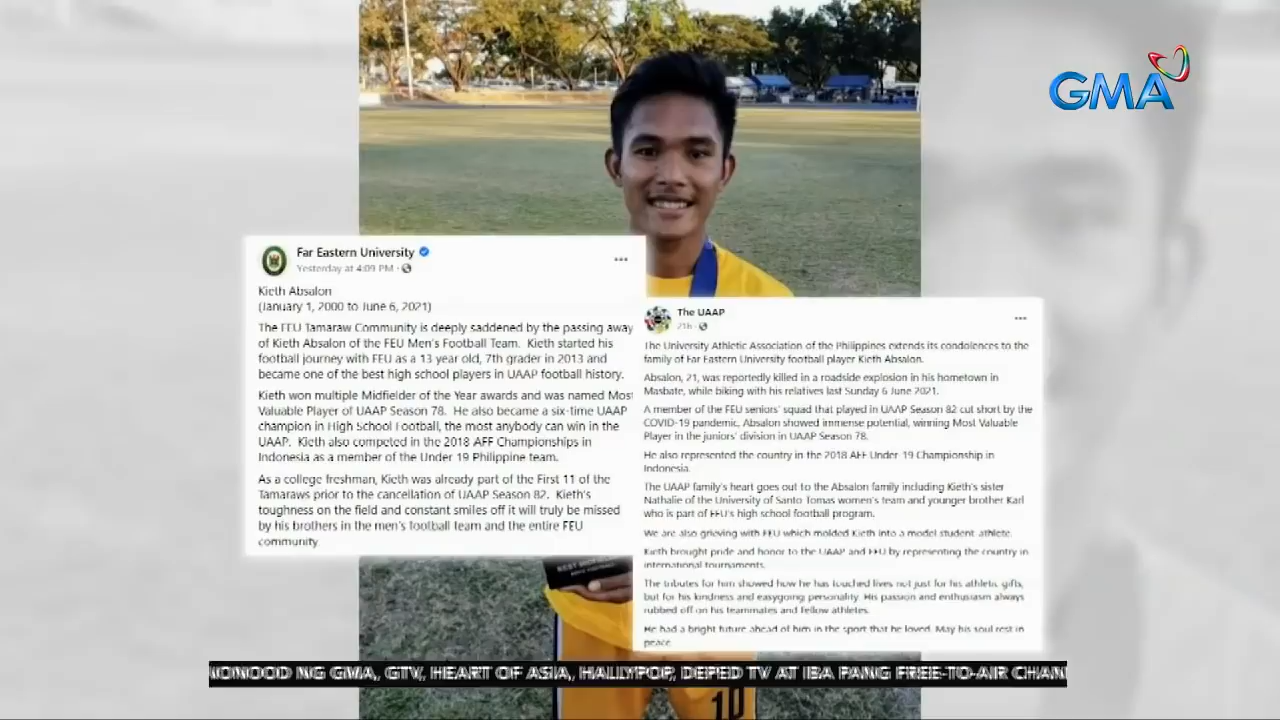 GMA
Far Eastern University
Yesterday at 4:09 PM ·
Kieth Absalon
(January 1, 2000 to June 6, 2021)
The FEU Tamaraw Community is deeply saddened by the passing away
of Kieth Absalon of the FEU Men's Football Team. Kieth started his
football journey with FEU as a 13 year old, 7th grader in 2013 and
became one of the best high school players in UAAP football history.
Kieth won multiple Midfielder of the Year awards and was named Most
Valuable Player of UAAP Season 78. He also became a six-time UAAP
champion in High School Football, the most anybody can win in the
UAAP. Kieth also competed in the 2018 AFF Championships in
Indonesia as a member of the Under 19 Philippine team.
As a college freshman, Kieth was already part of the First 11 of the
Tamaraws prior to the cancellation of UAAP Season 82. Kieth's
toughness on the field and constant smiles off it will truly be missed
by his brothers in the men's football team and the entire FEU
community
The UAAP
21h ·
The University Athletic Association of the Philippines extends its condolences to the
family of Far Eastern University football player Kieth Absalon.
Absalon, 21, was reportedly killed in a roadside explosion in his hometown in
Masbate, while biking with his relatives last Sunday 6 June 2021.
A member of the FEU seniors' squad that played in UAAP Season 82 cut short by the
COVID-19 pandemic, Absalon showed immense potential, winning Most Valuable
Player in the juniors' division in UAAP Season 78.
He also represented the country in the 2018 AFF Under-19 Championship in
Indonesia.
The UAAP family's heart goes out to the Absalon family including Kieth's sister
Nathalie of the University of Santo Tomas women's team and younger brother Karl
who is part of FEU's high school football program.
We are also grieving with FEU which molded Kieth into a model student-athlete.
Kieth brought pride and honor to the UAAP and FEU by representing the country in
international tournaments.
The tributes for him showed how he has touched lives not just for his athletic gifts,
but for his kindness and easygoing personality. His passion and enthusiasm always
rubbed off on his teammates and fellow athletes.
He had a bright future ahead of him in the sport that he loved. May his soul rest in
peace
NG GMA, GTV, HEART OF ASIA, HALLYPOP, DEPED TV AT IBA PANG FREE-TO-AIR CHAN
10